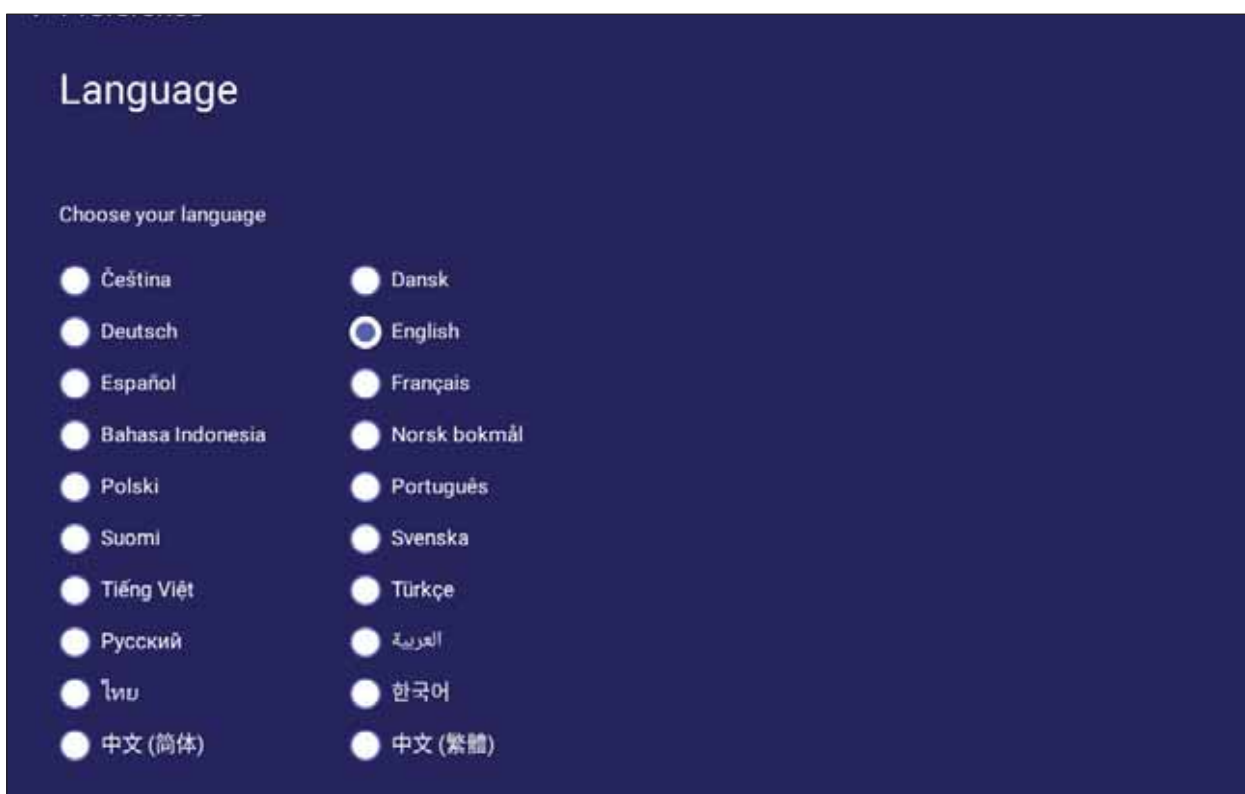 Language
Choose your language
Čeština Dansk
Deutsch English
Español Français
Bahasa Indonesia Norsk bokmål
Polski Português
Suomi Svenska
Tiếng Việt Türkçe
Русский العربية
ไทย 한국어
中文 (简体) 中文 (繁體)